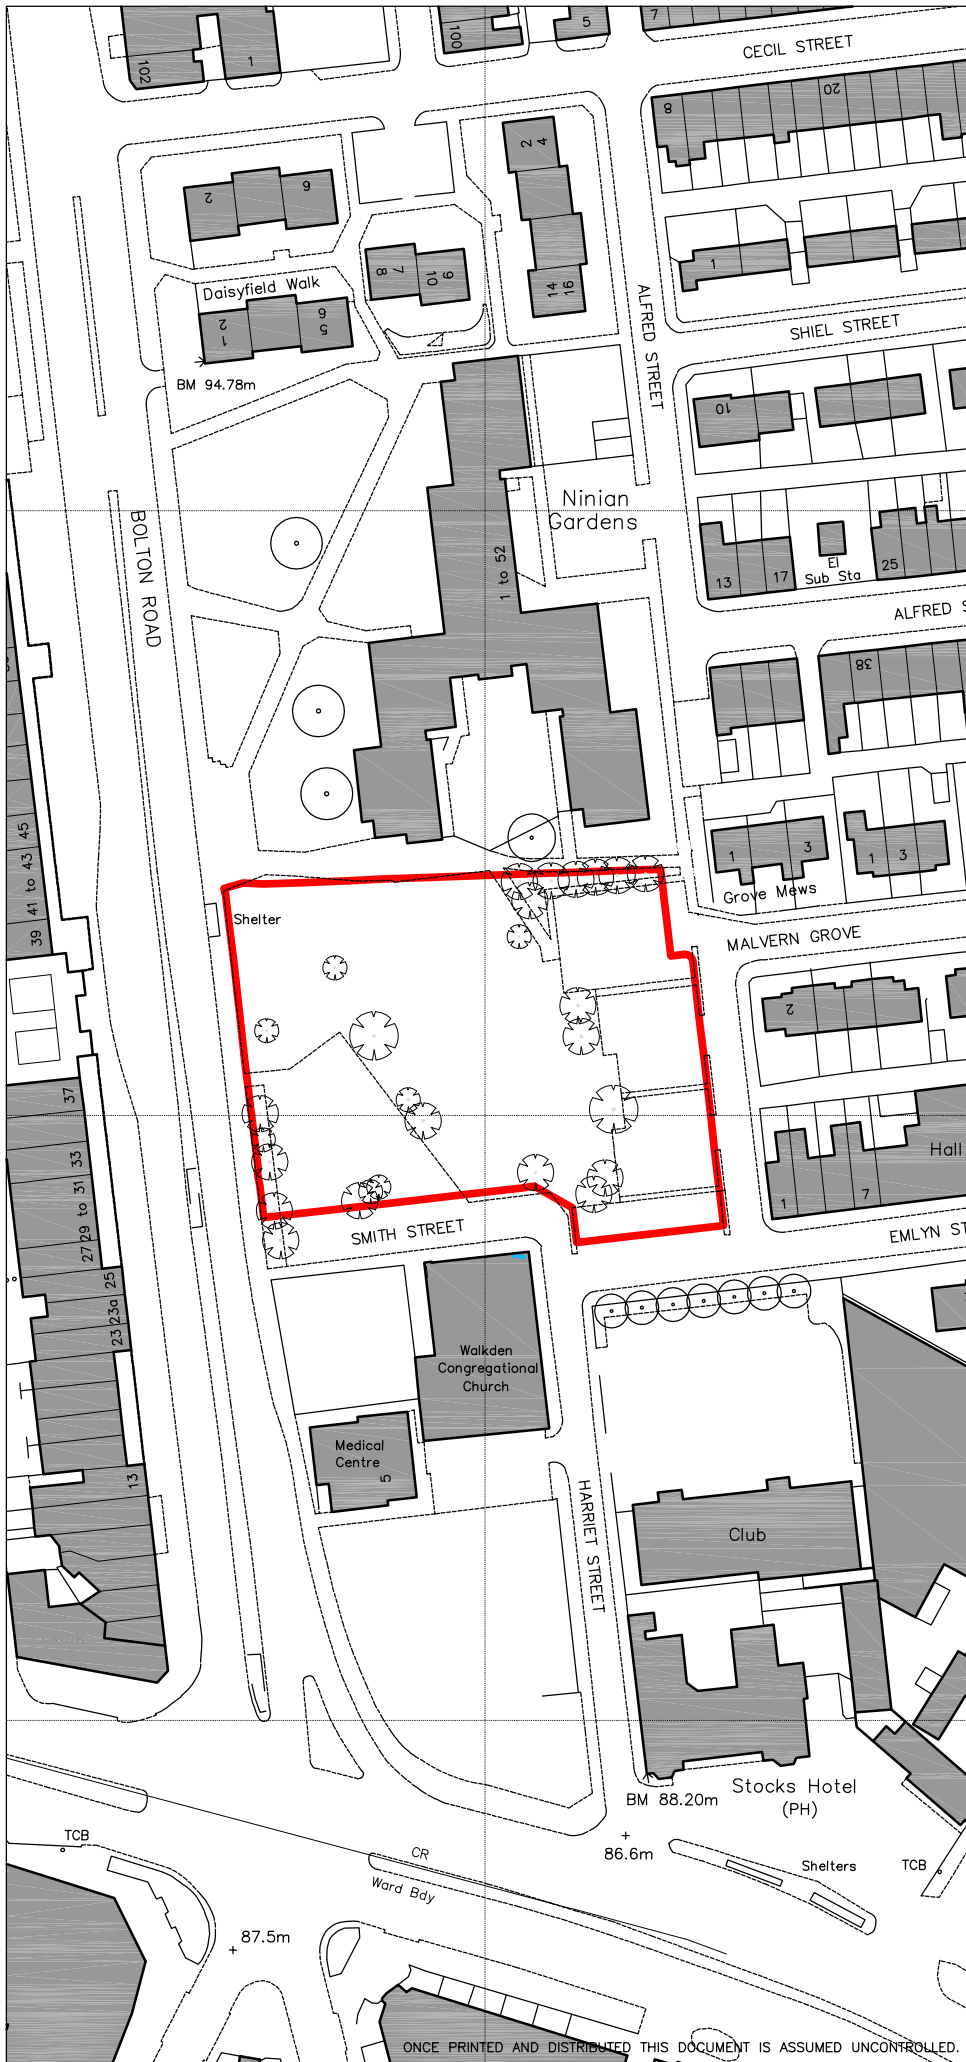 100
5
7
CECIL STREET
102
1
8
20
2
4
2
6
8
7
10
9
Daisyfield Walk
1
14
16
ALFRED STREET
SHIEL STREET
2
1
6
5
BM 94.78m
10
Ninian
Gardens
BOLTON ROAD
1 to 52
13
17
El
Sub Sta
25
ALFRED S
38
45
41 to 43
39
1
3
1
3
Grove Mews
Shelter
MALVERN GROVE
2
37
33
29 to 31
27
Hall
1
7
SMITH STREET
EMLYN ST
25
23a
23
Walkden
Congregational
Church
Medical
Centre
5
13
HARRIET STREET
Club
BM 88.20m
Stocks Hotel
(PH)
86.6m
TCB
CR
Ward Bdy
Shelters
TCB
87.5m
ONCE PRINTED AND DISTRIBUTED THIS DOCUMENT IS ASSUMED UNCONTROLLED.